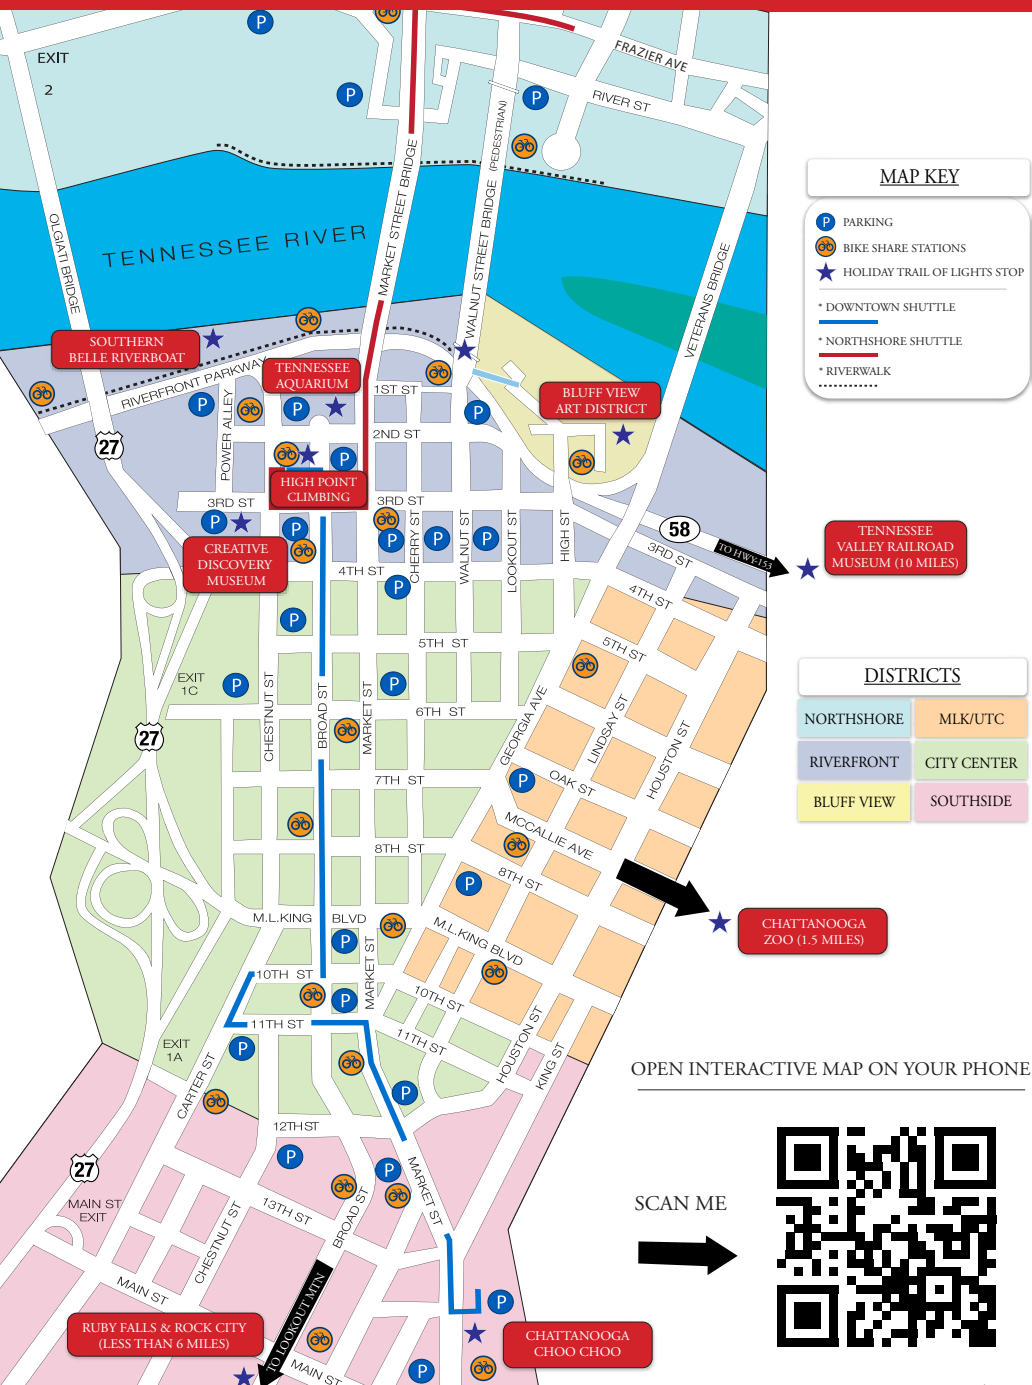 EXIT
2
FRAZIER AVE
RIVER ST
P
P
P
OLGIATI BRIDGE
TENNESSEE RIVER
MARKET STREET BRIDGE
WALNUT STREET BRIDGE (PEDESTRIAN)
VETERANS BRIDGE
MAP KEY
P PARKING
BIKE SHARE STATIONS
HOLIDAY TRAIL OF LIGHTS STOP
* DOWNTOWN SHUTTLE
* NORTHSHORE SHUTTLE
* RIVERWALK
SOUTHERN
BELLE RIVERBOAT
RIVERFRONT PARKWAY
TENNESSEE
AQUARIUM
1ST ST
BLUFF VIEW
ART DISTRICT
P
P
P
27
POWER ALLEY
2ND ST
P
HIGH POINT
CLIMBING
3RD ST
3RD ST
P
P
P
P
P
CREATIVE
DISCOVERY
MUSEUM
CHERRY ST
WALNUT ST
LOOKOUT ST
HIGH ST
58
3RD ST
TO HWY-153
TENNESSEE
VALLEY RAILROAD
MUSEUM (10 MILES)
4TH ST
P
4TH ST
P
5TH ST
5TH ST
EXIT
1C
P
CHESTNUT ST
BROAD ST
MARKET ST
P
6TH ST
GEORGIA AVE
LINDSAY ST
HOUSTON ST
27
DISTRICTS
NORTHSHORE
MLK/UTC
RIVERFRONT
CITY CENTER
BLUFF VIEW
SOUTHSIDE
7TH ST
P
OAK ST
MCCALLIE AVE
8TH ST
8TH ST
P
M.L.KING BLVD
M.L.KING BLVD
P
MARKET ST
CHATTANOOGA
ZOO (1.5 MILES)
10TH ST
P
10TH ST
11TH ST
11TH ST
HOUSTON ST
KING ST
EXIT
1A
P
CARTER ST
P
OPEN INTERACTIVE MAP ON YOUR PHONE
12TH ST
P
P
27
MARKET ST
MAIN ST
EXIT
13TH ST
BROAD ST
CHESTNUT ST
SCAN ME
MAIN ST
TO LOOKOUT MTN
P
RUBY FALLS & ROCK CITY
(LESS THAN 6 MILES)
CHATTANOOGA
CHOO CHOO
MAIN ST
P